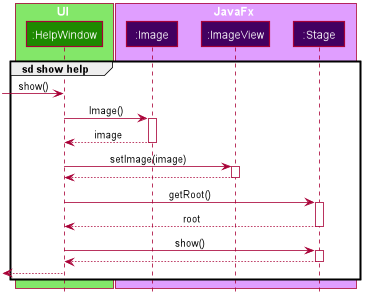 UI
JavaFx
:HelpWindow
:Image
:ImageView
:Stage
sd show help
show()
Image()
image
setImage(image)
getRoot()
root
show()